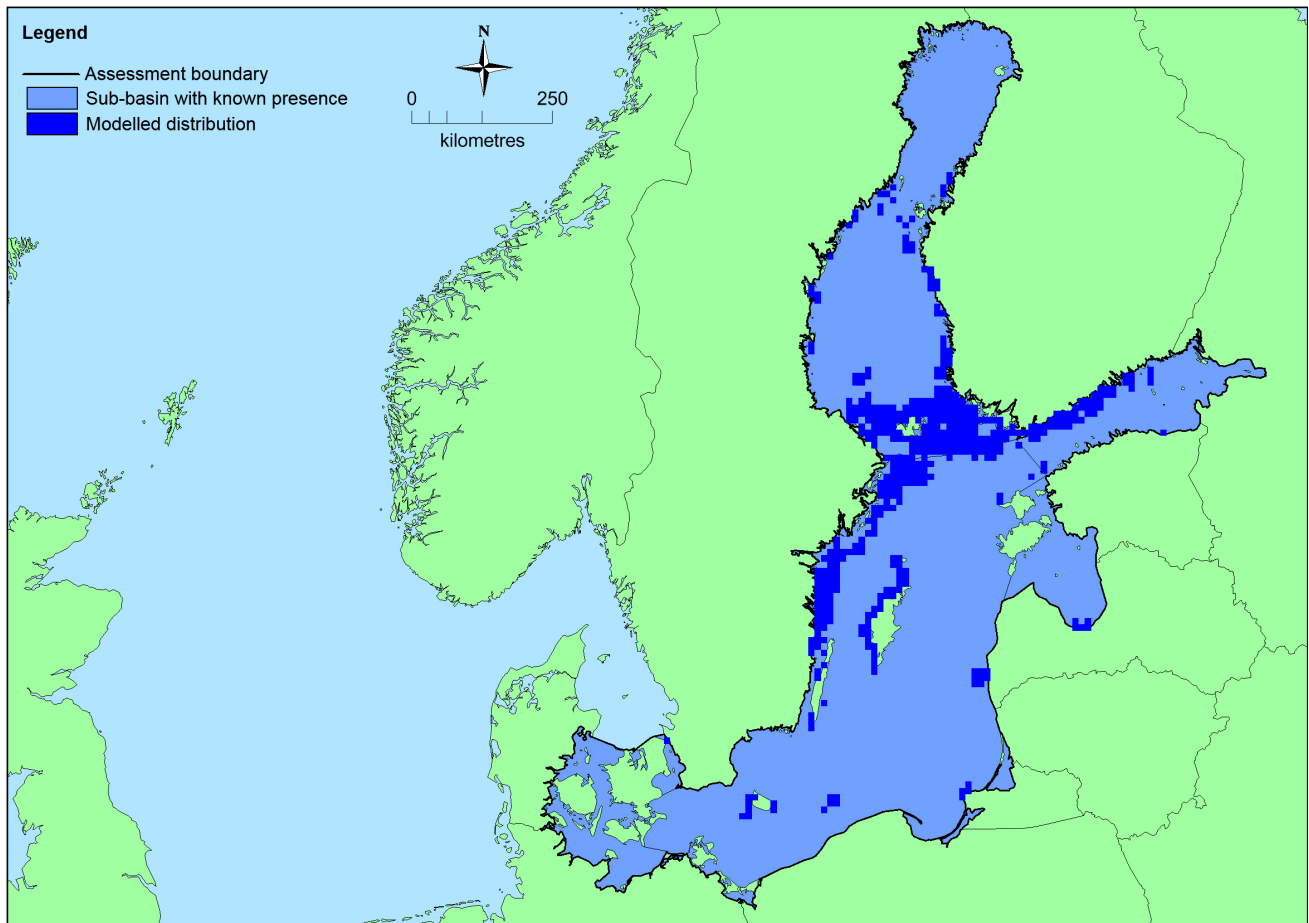 Legend
Assessment boundary
Sub-basin with known presence
Modelled distribution
N
0 250
kilometres